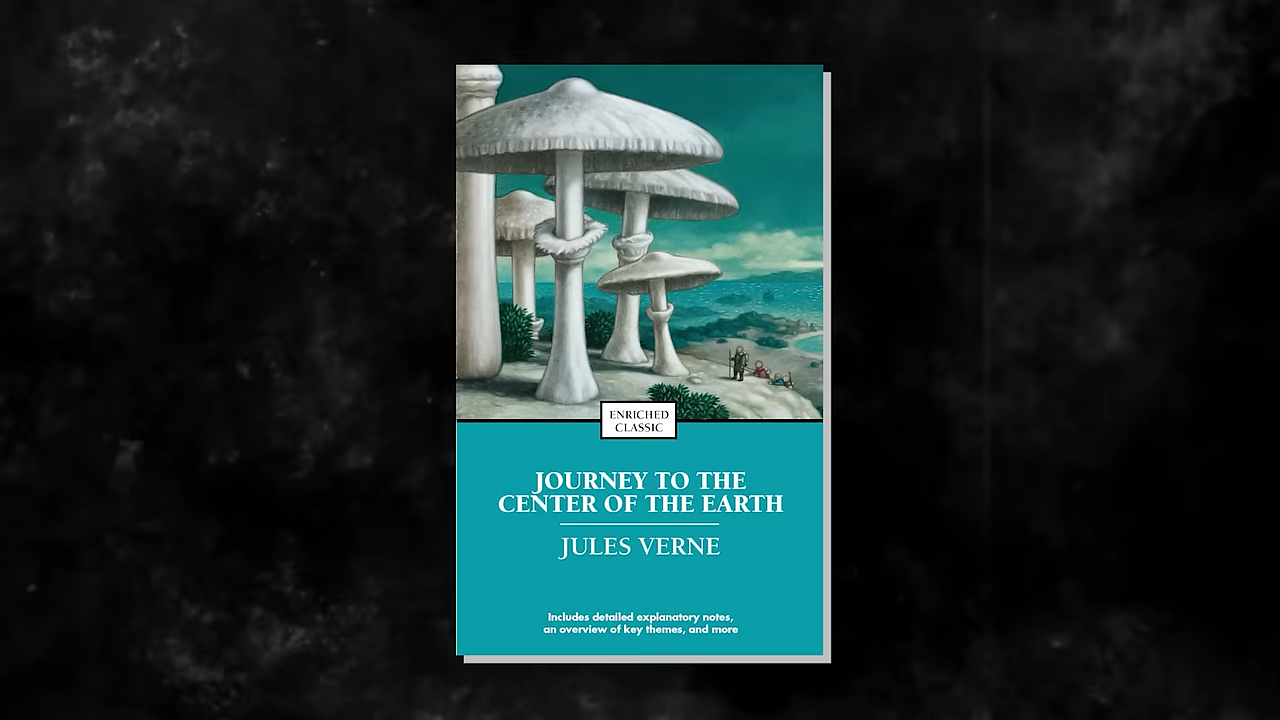 ENRICHED
CLASSIC
JOURNEY TO THE
CENTER OF THE EARTH
JULES VERNE
Includes detailed explanatory notes,
an overview of key themes, and more